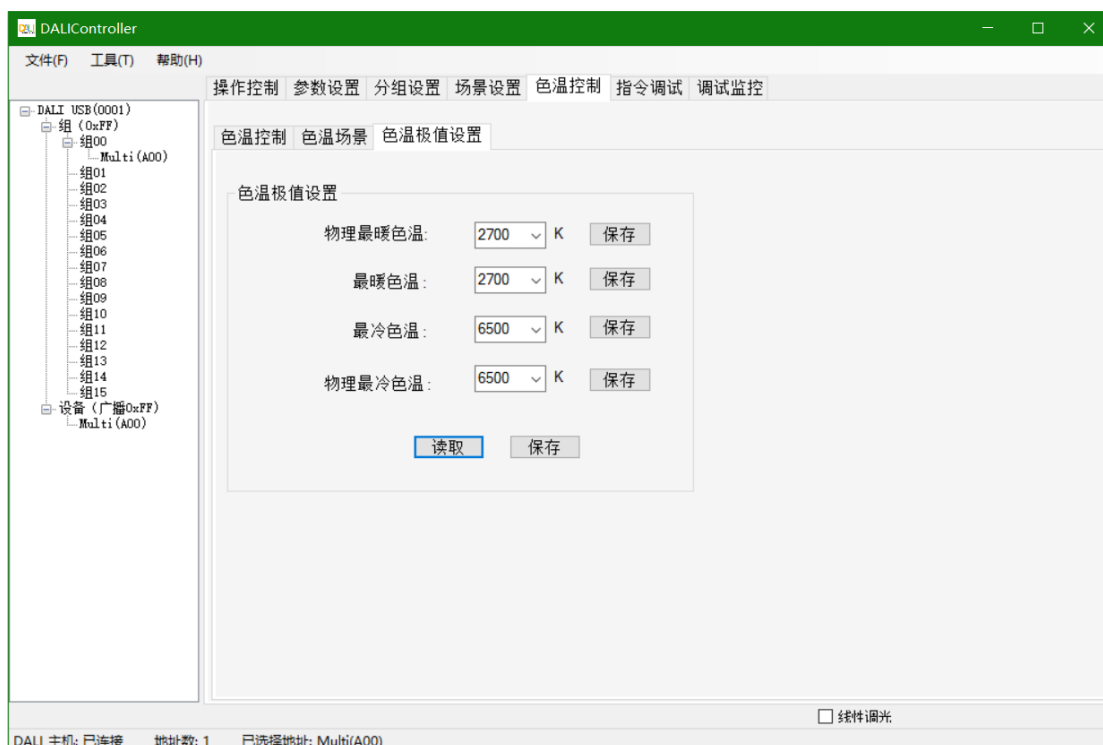 DALIController
文件(F) 工具(T) 帮助(H)
操作控制 参数设置 分组设置 场景设置 色温控制 指令调试 调试监控
DALI USB(0001)
组 (0xFF)
组00
Multi(A00)
组01
组02
组03
组04
组05
组06
组07
组08
组09
组10
组11
组12
组13
组14
组15
设备 (广播0xFF)
Multi(A00)
色温控制 色温场景 色温极值设置
色温极值设置
物理最暖色温: 2700 K 保存
最暖色温: 2700 K 保存
最冷色温: 6500 K 保存
物理最冷色温: 6500 K 保存
读取 保存
线性调光
DALI 主机: 已连接 地址数: 1 已选择地址: Multi(A00)